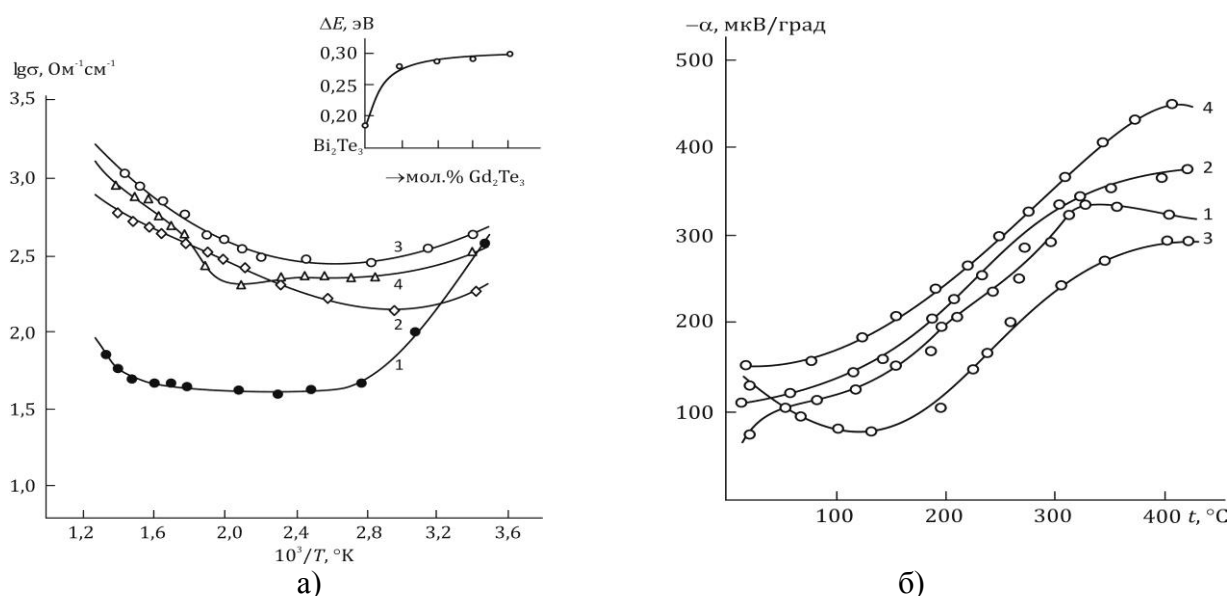 ΔE, эВ
0,30
0,25
0,20
Bi₂Te₃
→мол.% Gd₂Te₃
lgσ, Ом⁻¹см⁻¹
3,5
3,0
2,5
2,0
1,5
1,0
3
4
2
1
1,2 1,6 2,0 2,4 2,8 3,2 3,6
10³/T, °K
а)
−α, мкВ/град
400
300
200
100
500
4
2
1
3
100 200 300 400 t, °C
б)